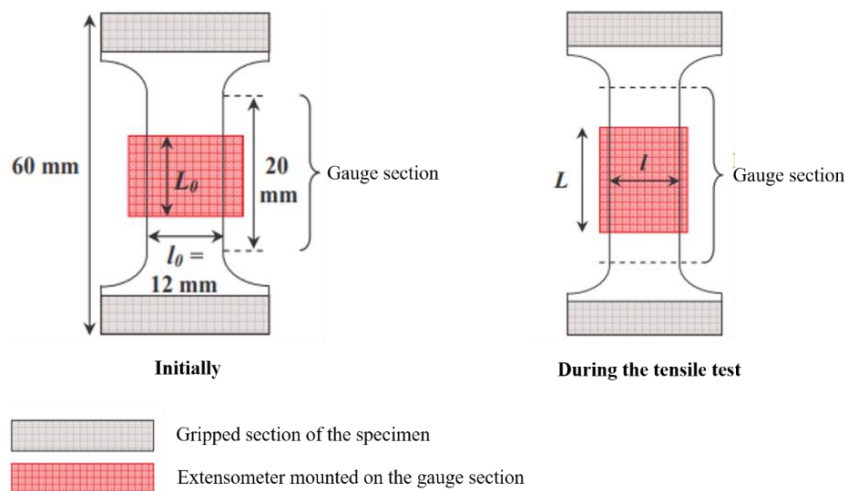 60 mm
L0
20
mm
Gauge section
l0 =
12 mm
Initially
L
l
Gauge section
During the tensile test
Gripped section of the specimen
Extensometer mounted on the gauge section